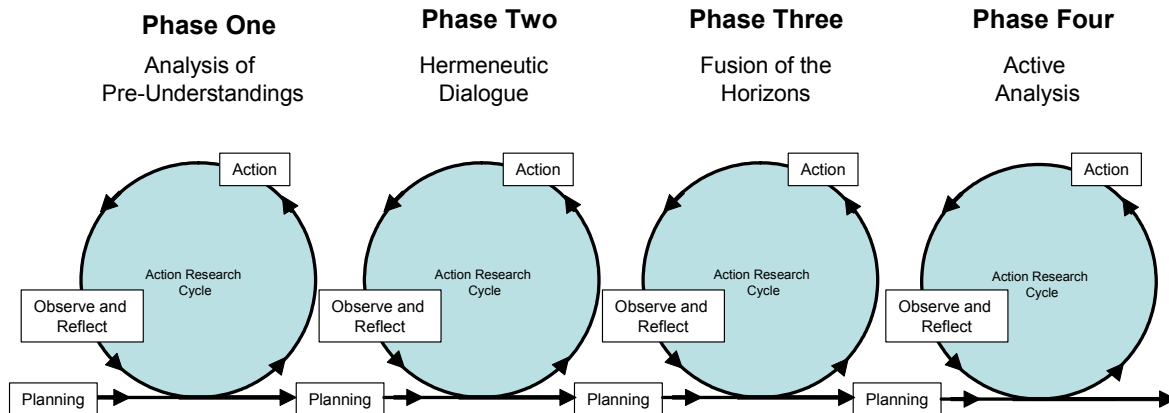 Phase One
Analysis of
Pre-Understandings
Phase Two
Hermeneutic
Dialogue
Phase Three
Fusion of the
Horizons
Phase Four
Active
Analysis
Action
Action Research
Cycle
Observe and
Reflect
Planning
Action
Action Research
Cycle
Observe and
Reflect
Planning
Action
Action Research
Cycle
Observe and
Reflect
Planning
Action
Action Research
Cycle
Observe and
Reflect
Planning